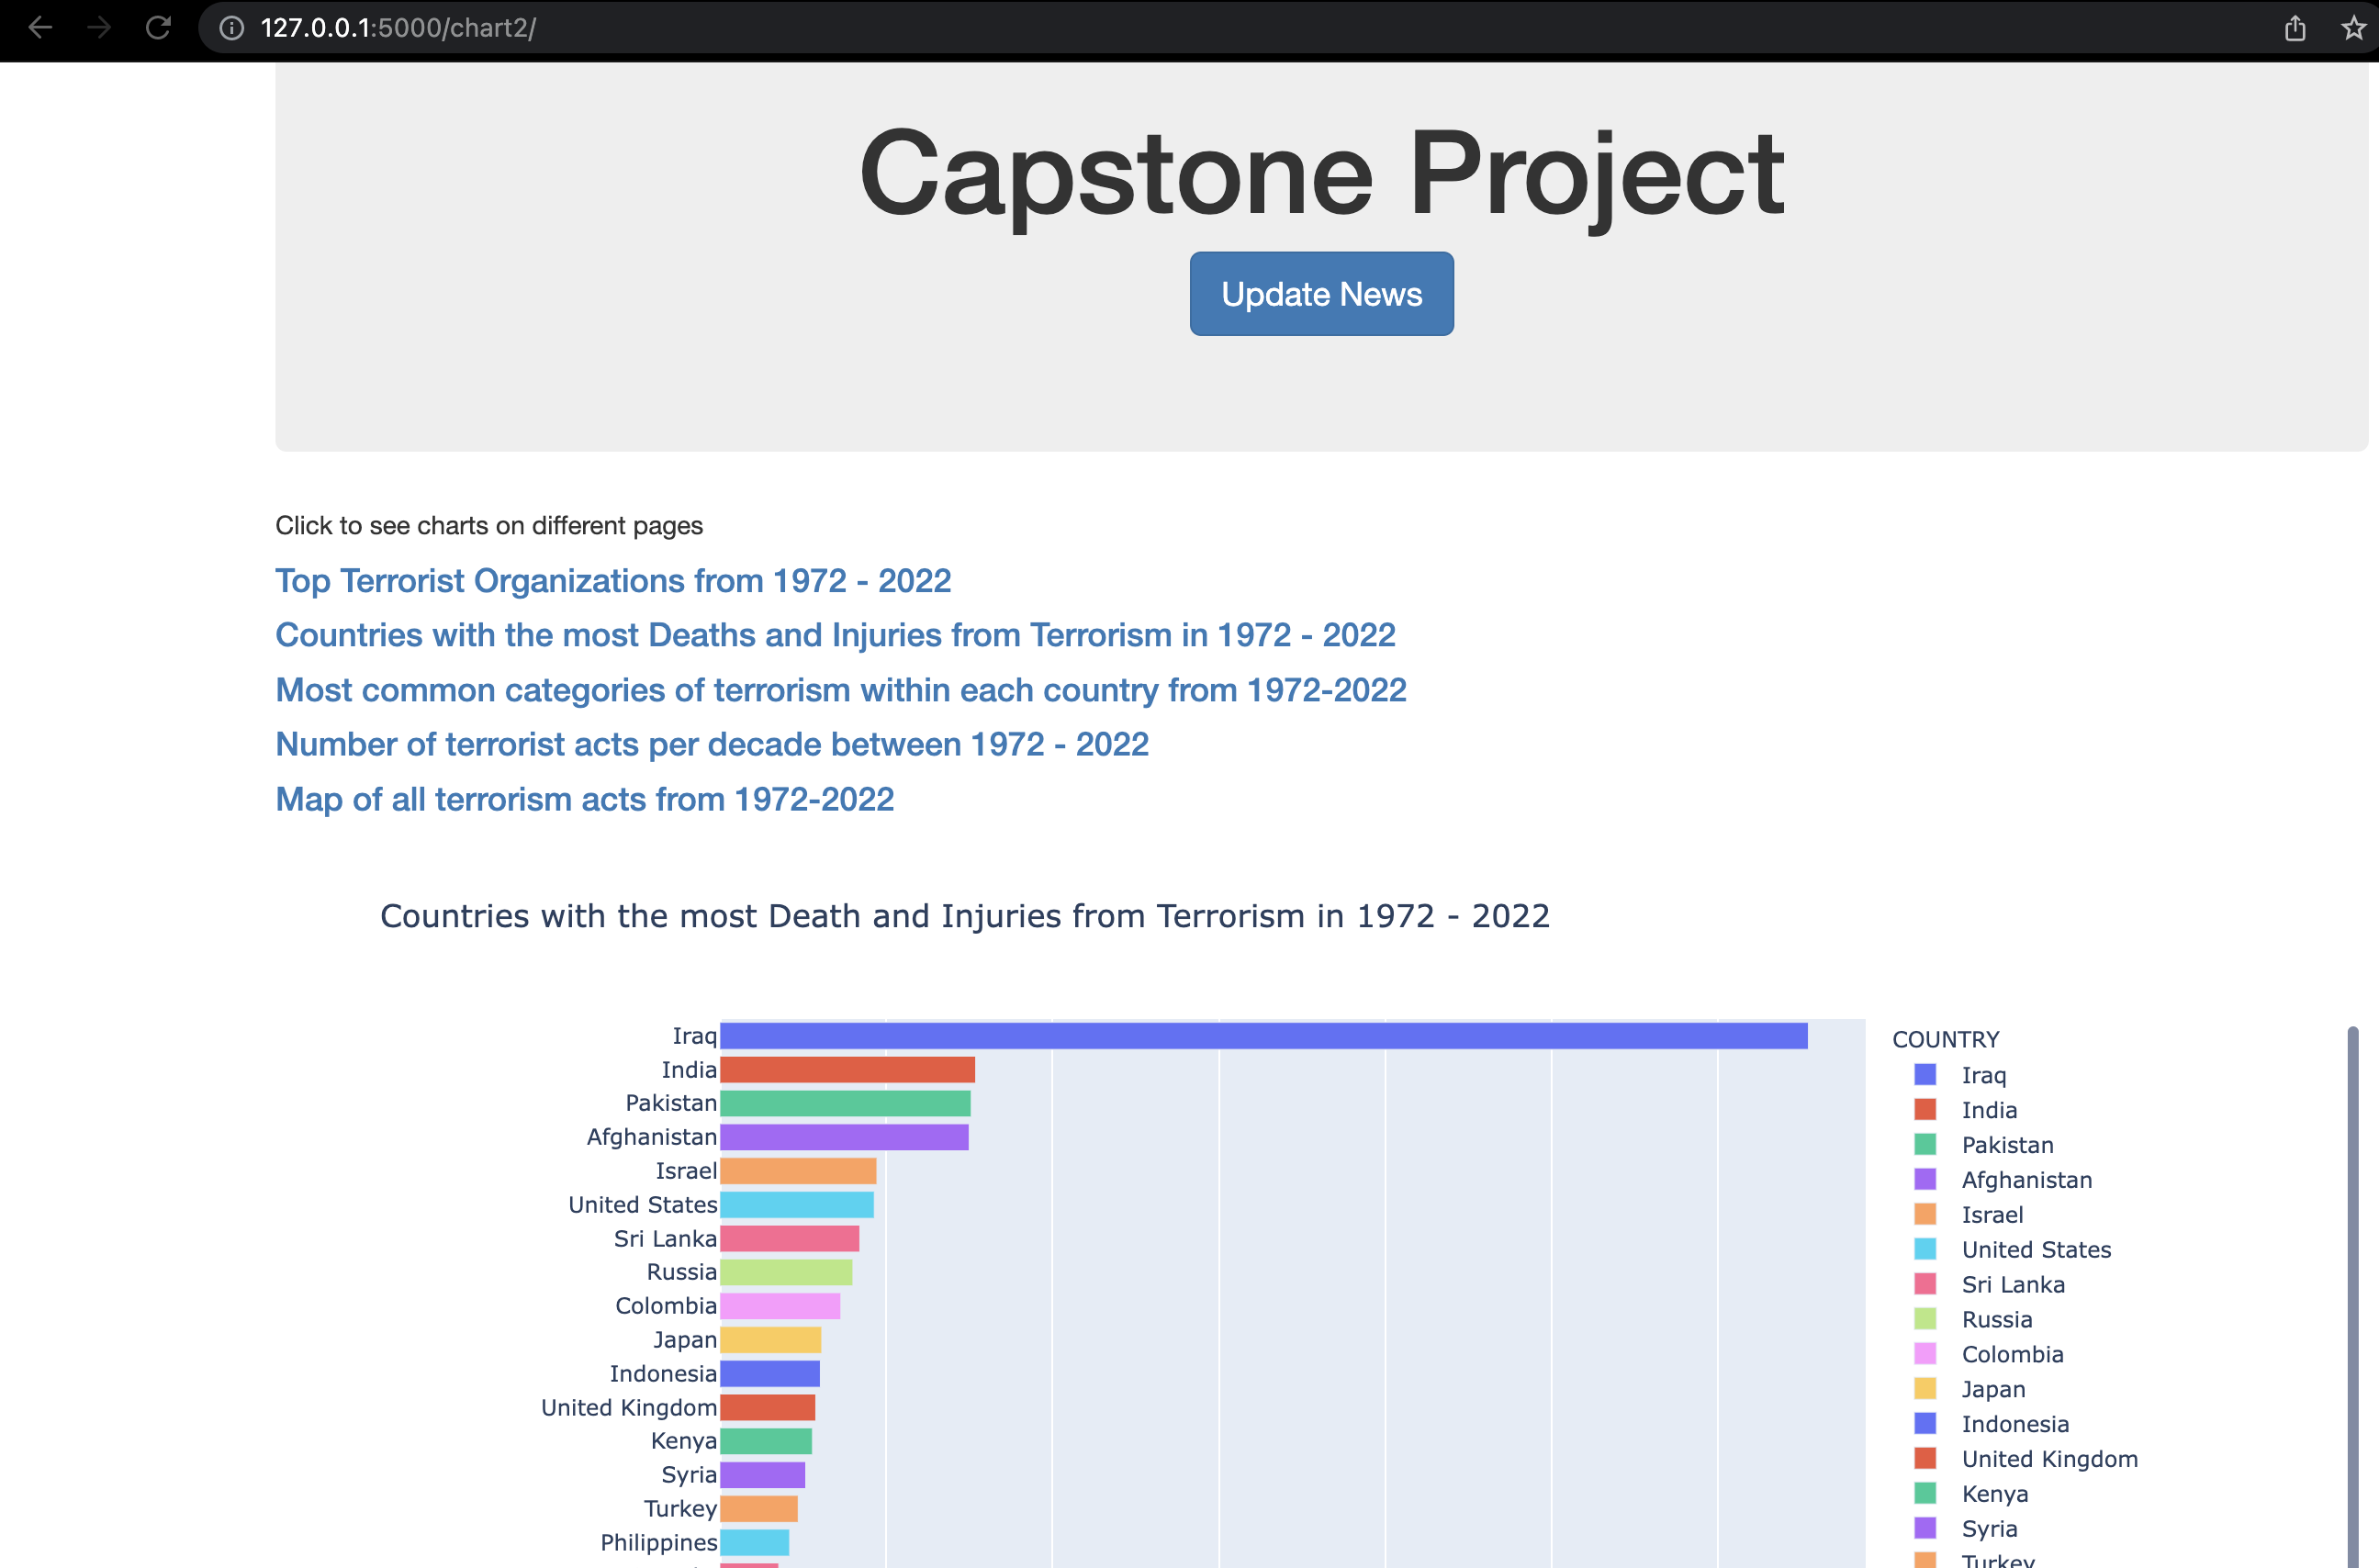 127.0.0.1:5000/chart2/
Capstone Project
Update News
Click to see charts on different pages
Top Terrorist Organizations from 1972 - 2022
Countries with the most Deaths and Injuries from Terrorism in 1972 - 2022
Most common categories of terrorism within each country from 1972-2022
Number of terrorist acts per decade between 1972 - 2022
Map of all terrorism acts from 1972-2022
Countries with the most Death and Injuries from Terrorism in 1972 - 2022
Iraq
India
Pakistan
Afghanistan
Israel
United States
Sri Lanka
Russia
Colombia
Japan
Indonesia
United Kingdom
Kenya
Syria
Turkey
Philippines
COUNTRY
Iraq
India
Pakistan
Afghanistan
Israel
United States
Sri Lanka
Russia
Colombia
Japan
Indonesia
United Kingdom
Kenya
Syria
Turkey